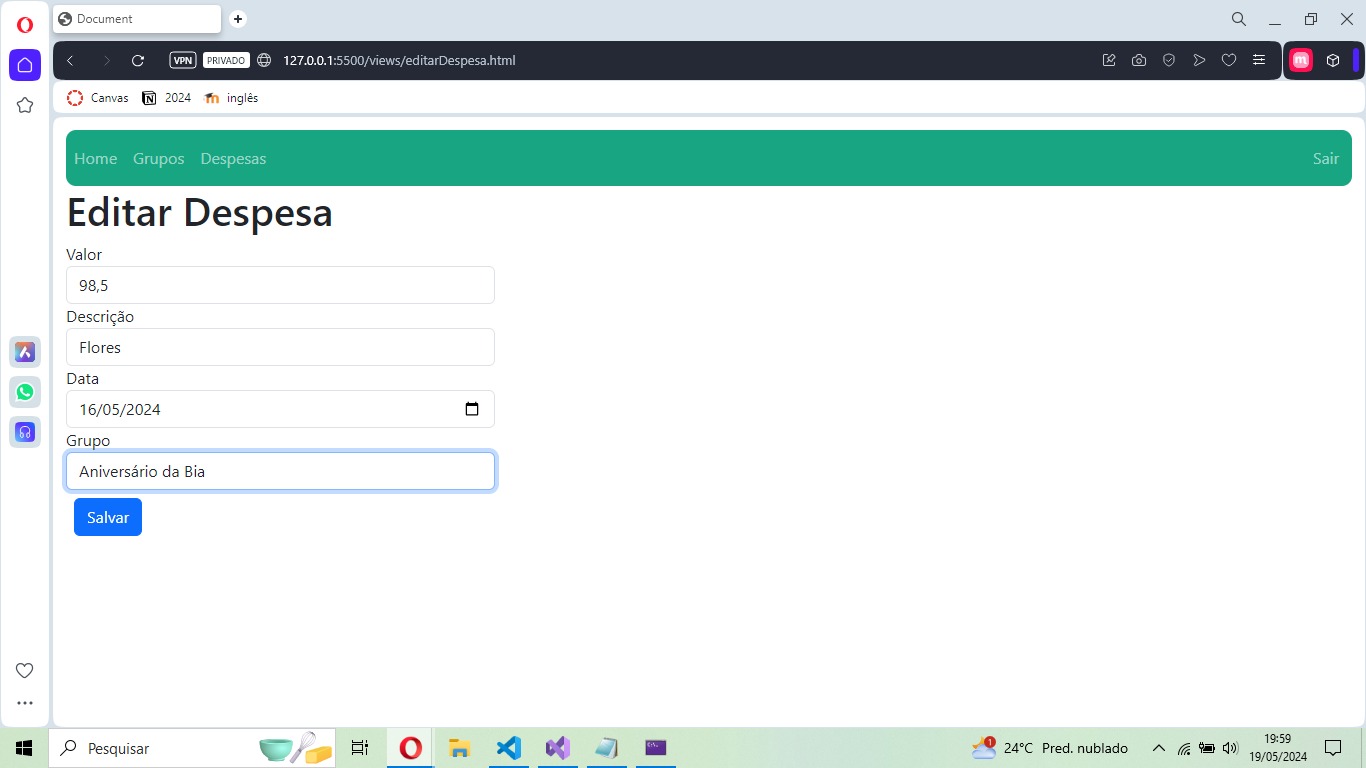 Document
VPN PRIVADO 127.0.0.1:5500/views/editarDespesa.html
Canvas 2024 inglês
Home Grupos Despesas Sair
Editar Despesa
Valor
98,5
Descrição
Flores
Data
16/05/2024
Grupo
Aniversário da Bia
Salvar
Pesquisar
1
24°C Pred. nublado
19:59
19/05/2024